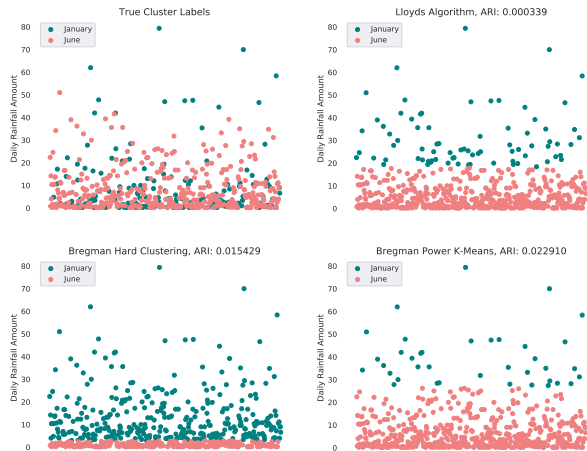 True Cluster Labels
80
70
60
50
40
30
20
10
0
Daily Rainfall Amount
January
June
Lloyds Algorithm, ARI: 0.000339
80
70
60
50
40
30
20
10
0
Daily Rainfall Amount
January
June
Bregman Hard Clustering, ARI: 0.015429
80
70
60
50
40
30
20
10
0
Daily Rainfall Amount
January
June
Bregman Power K-Means, ARI: 0.022910
80
70
60
50
40
30
20
10
0
Daily Rainfall Amount
January
June